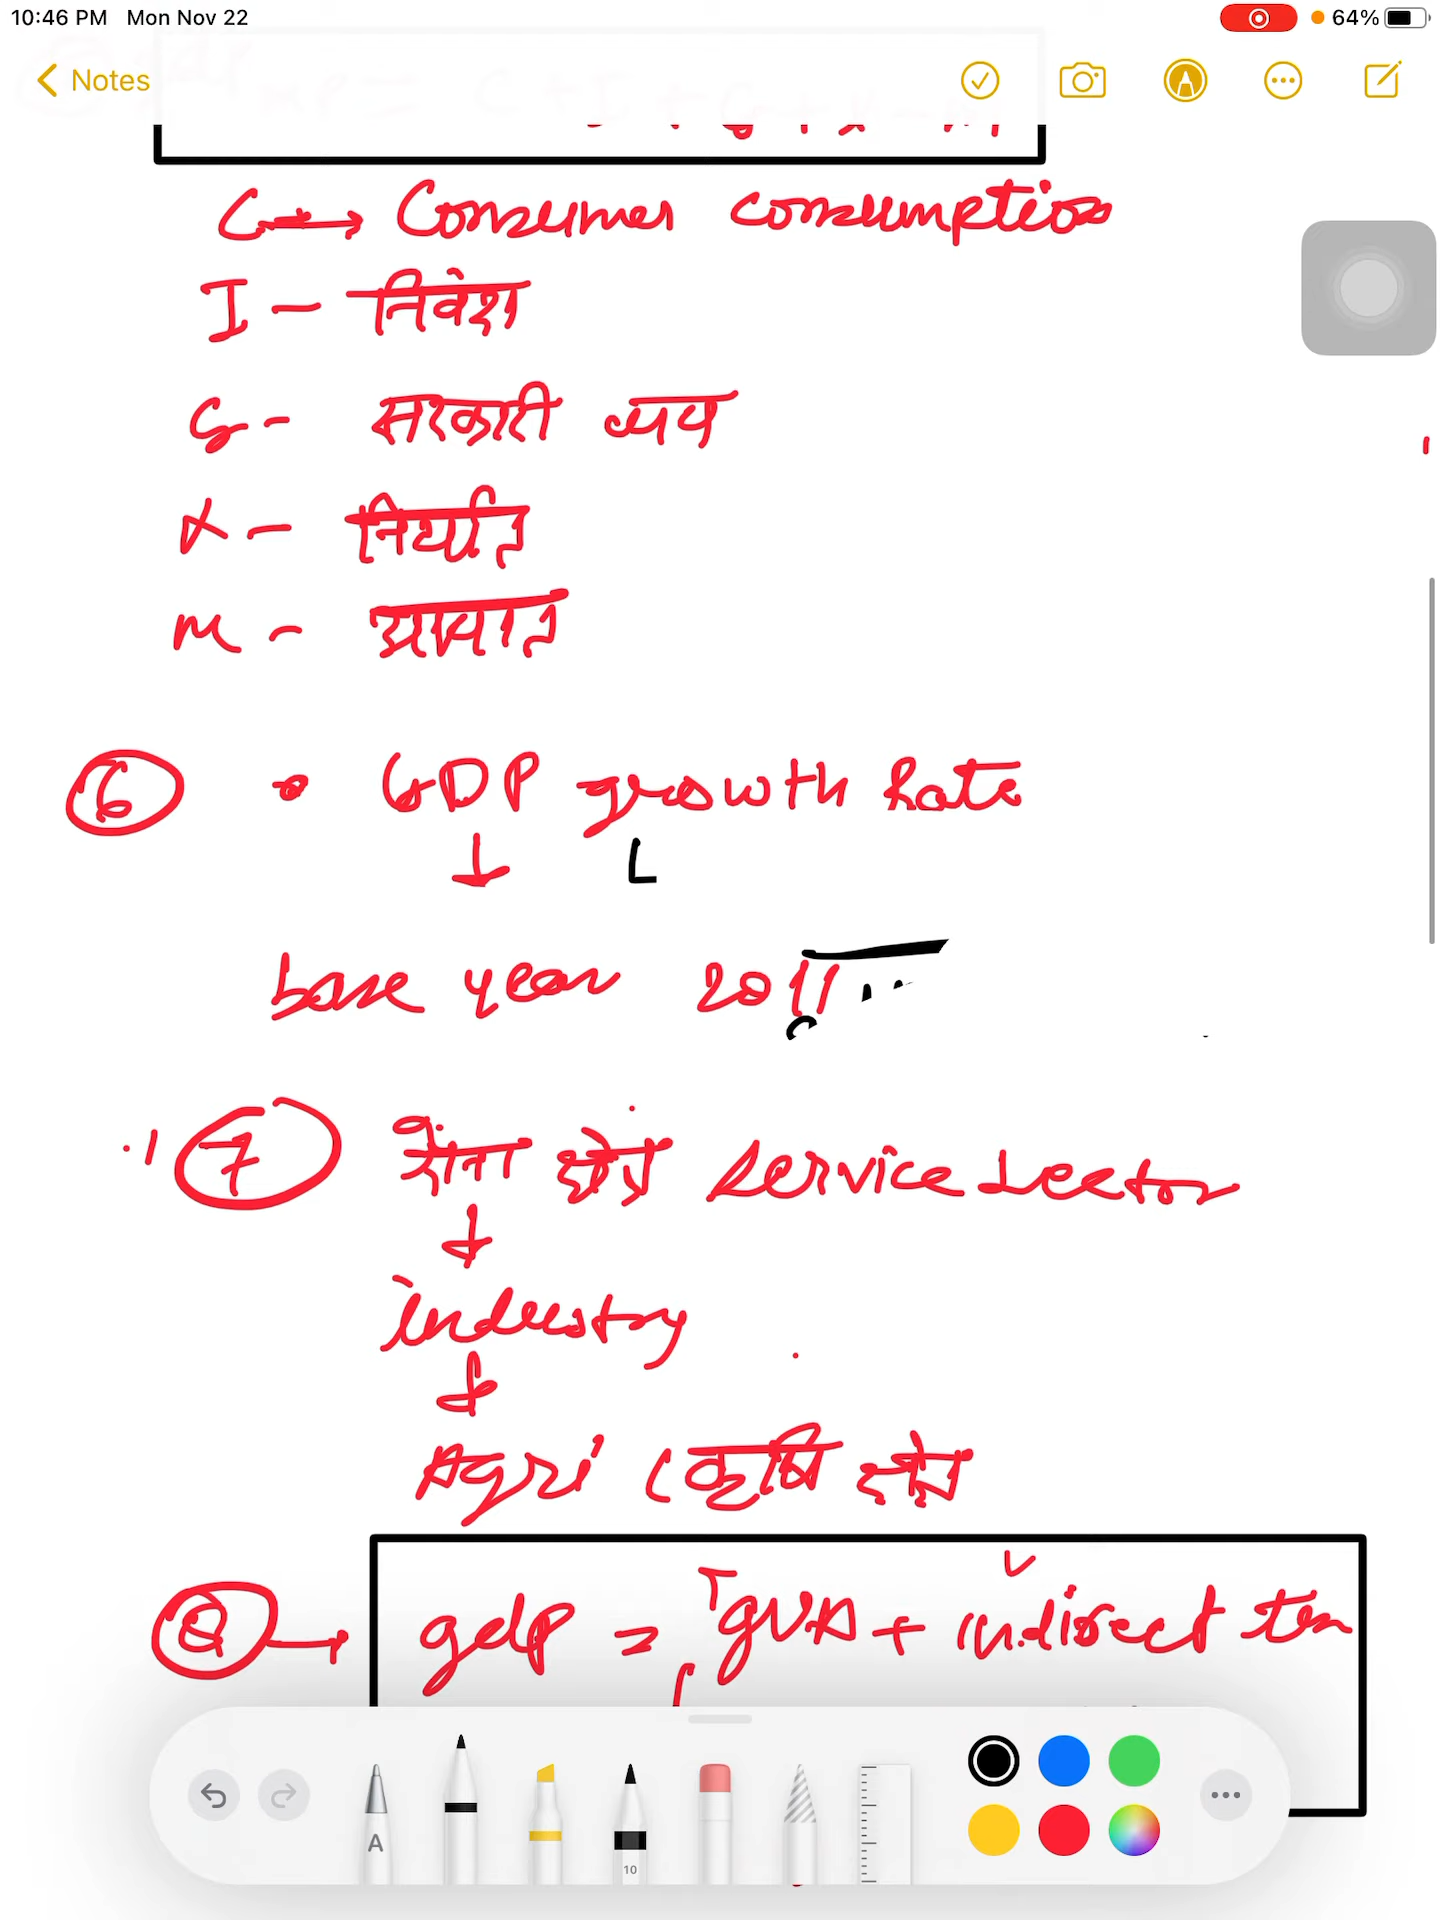 10:46 PM Mon Nov 22
64%
Notes
C → Consumer consumption
I – निवेश
G – सरकारी व्यय
X – निर्यात
M – आयात
6 • GDP growth Rate
↓
base year 2011
7 सेवा क्षेत्र service sector
↓
industry
↓
Agri (कृषि क्षेत्र
8 → gdp = gVA + indirect tax
A
10